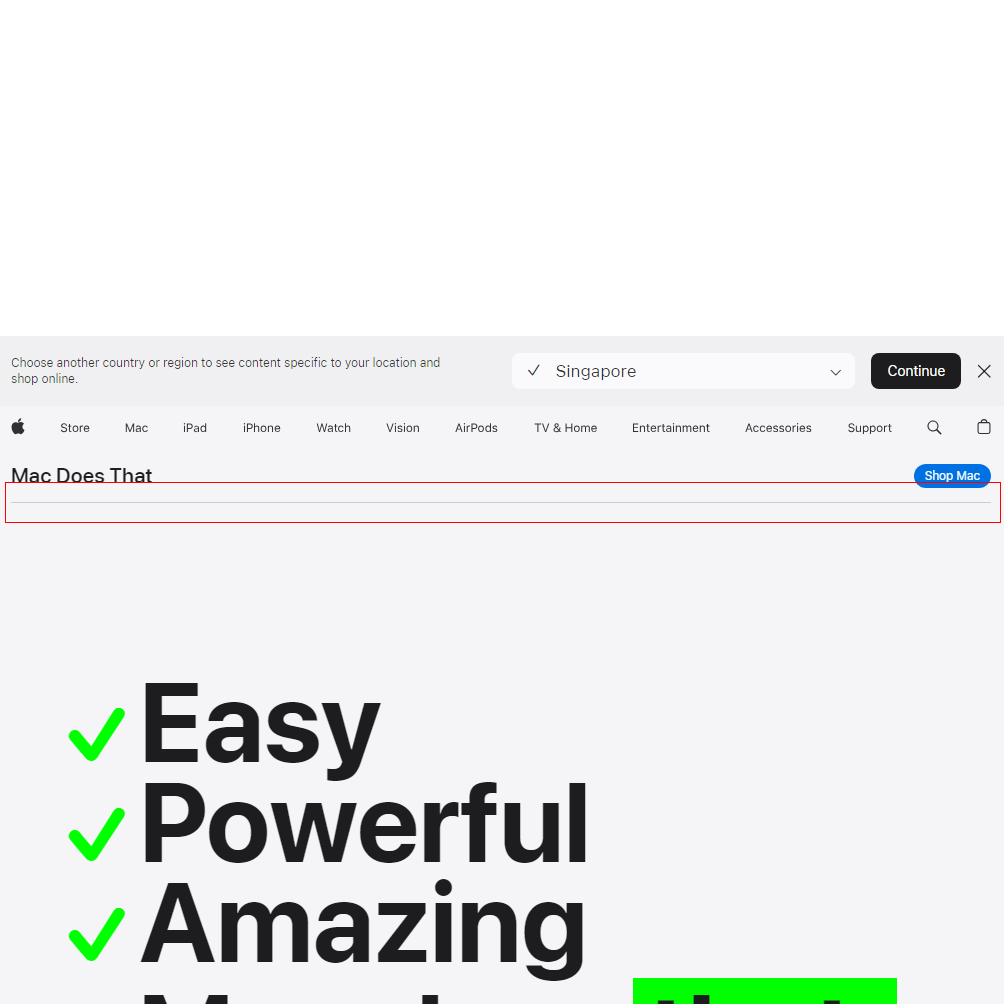 Choose another country or region to see content specific to your location and
shop online.
Singapore
Continue
Store Mac iPad iPhone Watch Vision AirPods TV & Home Entertainment Accessories Support
Mac Does That
Shop Mac
Easy
Powerful
Amazing